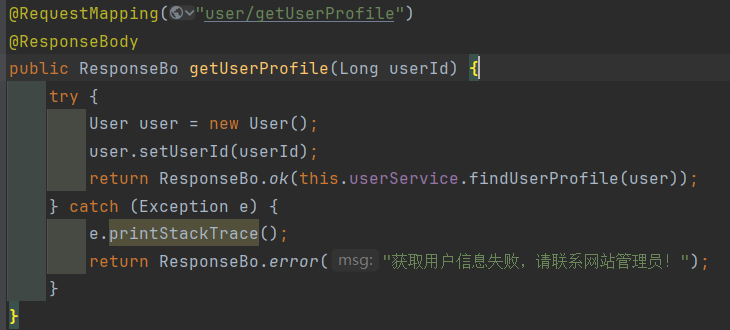 @RequestMapping("user/getUserProfile")
@ResponseBody
public ResponseBo getUserProfile(Long userId) {
try {
User user = new User();
user.setUserId(userId);
return ResponseBo.ok(this.userService.findUserProfile(user));
} catch (Exception e) {
e.printStackTrace();
return ResponseBo.error( msg: "获取用户信息失败，请联系网站管理员！");
}
}